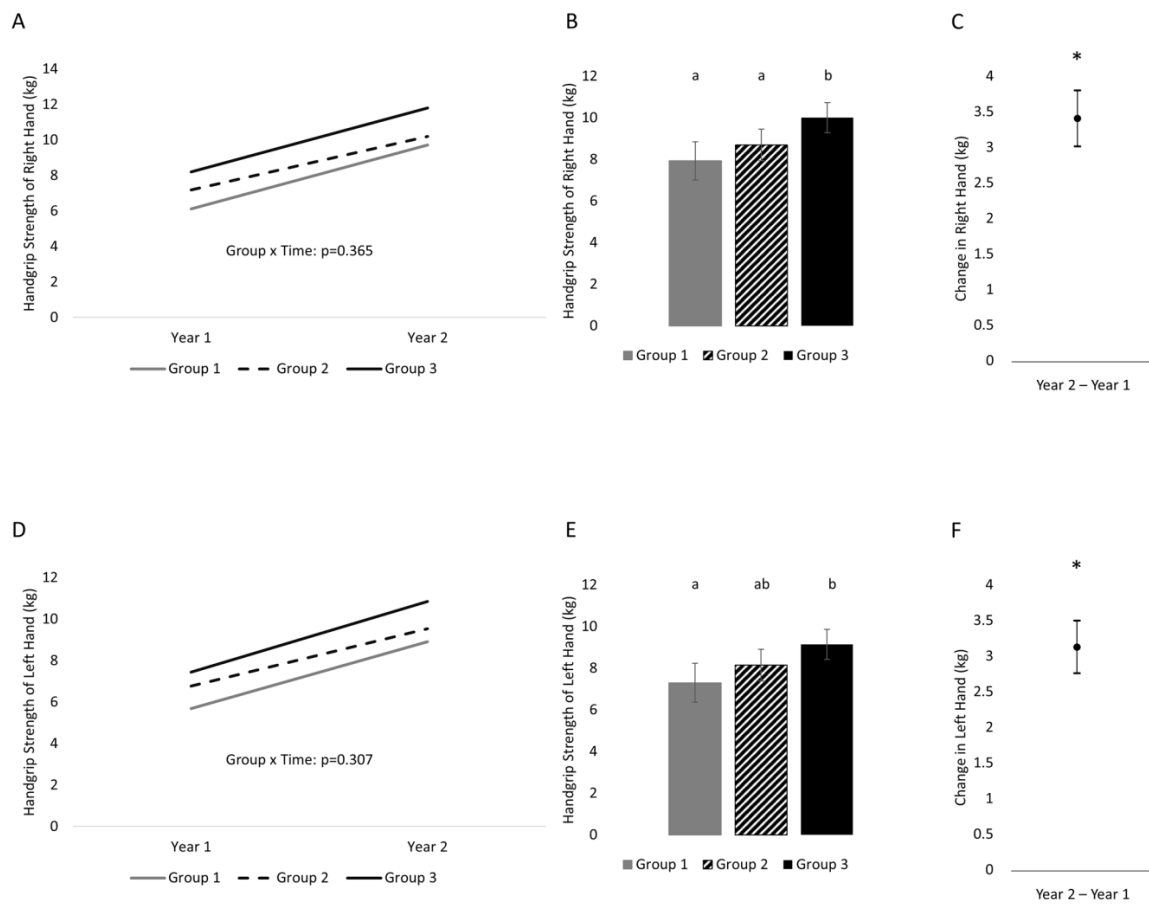 A
Handgrip Strength of Right Hand (kg)
14
12
10
8
6
4
2
0
Group x Time: p=0.365
Year 1 Year 2
Group 1 Group 2 Group 3
B
Handgrip Strength of Right Hand (kg)
12
10
8
6
4
2
0
a a b
Group 1 Group 2 Group 3
C
Change in Right Hand (kg)
*
4
3.5
3
2.5
2
1.5
1
0.5
0
Year 2 – Year 1
D
Handgrip Strength of Left Hand (kg)
12
10
8
6
4
2
0
Group x Time: p=0.307
Year 1 Year 2
Group 1 Group 2 Group 3
E
Handgrip Strength of Left Hand (kg)
12
10
8
6
4
2
0
a ab b
Group 1 Group 2 Group 3
F
Change in Left Hand (kg)
*
4
3.5
3
2.5
2
1.5
1
0.5
0
Year 2 – Year 1